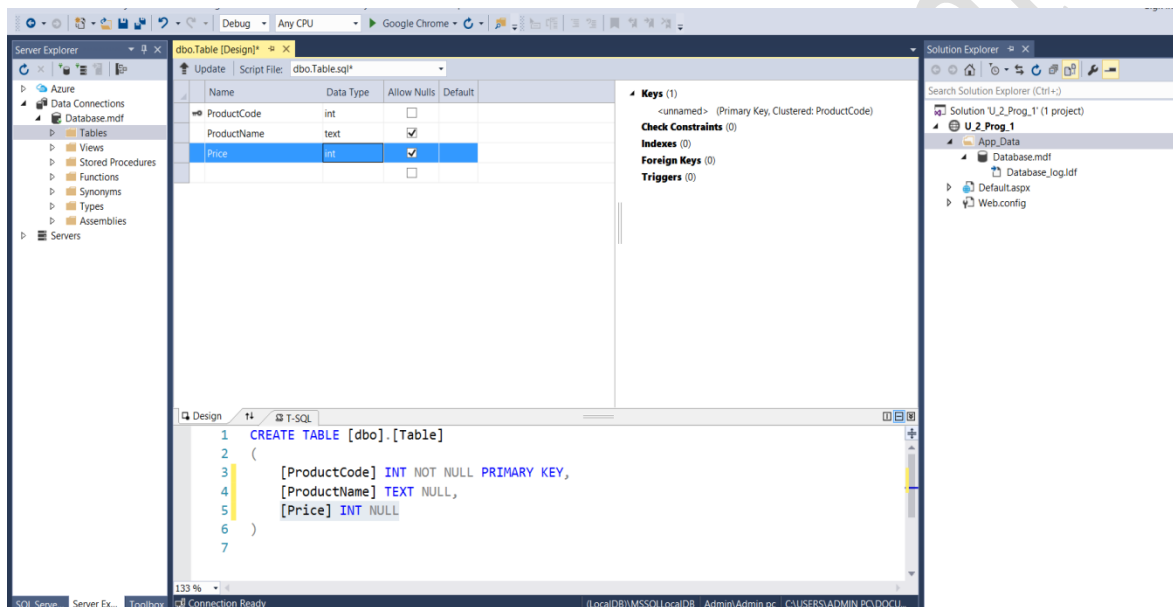 Debug Any CPU Google Chrome
Server Explorer
Azure
Data Connections
Database.mdf
Tables
Views
Stored Procedures
Functions
Synonyms
Types
Assemblies
Servers
SQL Serve... Server Ex... Toolbox
dbo.Table [Design]*
Update Script File: dbo.Table.sql*
Name Data Type Allow Nulls Default
ProductCode int
ProductName text
Price int
Keys (1)
<unnamed> (Primary Key, Clustered: ProductCode)
Check Constraints (0)
Indexes (0)
Foreign Keys (0)
Triggers (0)
Design T-SQL
1 CREATE TABLE [dbo].[Table]
2 (
3 [ProductCode] INT NOT NULL PRIMARY KEY,
4 [ProductName] TEXT NULL,
5 [Price] INT NULL
6 )
7
133 %
Connection Ready (LocalDB)\MSSQLLocalDB Admin\Admin pc C:\USERS\ADMIN PC\DOCU...
Solution Explorer
Search Solution Explorer (Ctrl+;)
Solution 'U_2_Prog_1' (1 project)
U_2_Prog_1
App_Data
Database.mdf
Database_log.ldf
Default.aspx
Web.config